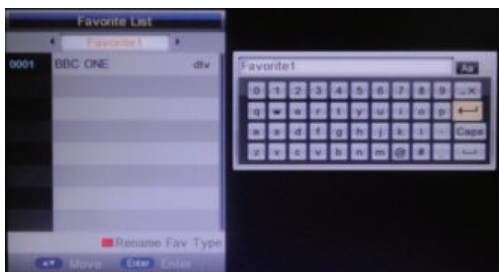 Favorite List
Favorite1
0001 BBC ONE dtv
Rename Fav Type
Move Enter Enter
Favorite1 Aa
0 1 2 3 4 5 6 7 8 9
q w e r t y u i o p
a s d f g h j k l - Caps
z x c v b n m @ #